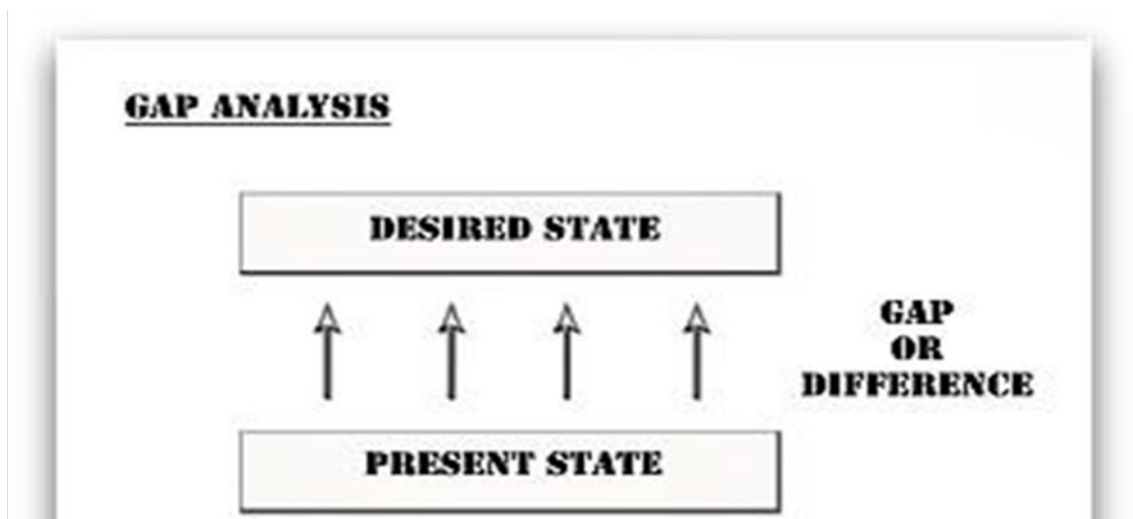 GAP ANALYSIS
DESIRED STATE
GAP
OR
DIFFERENCE
PRESENT STATE